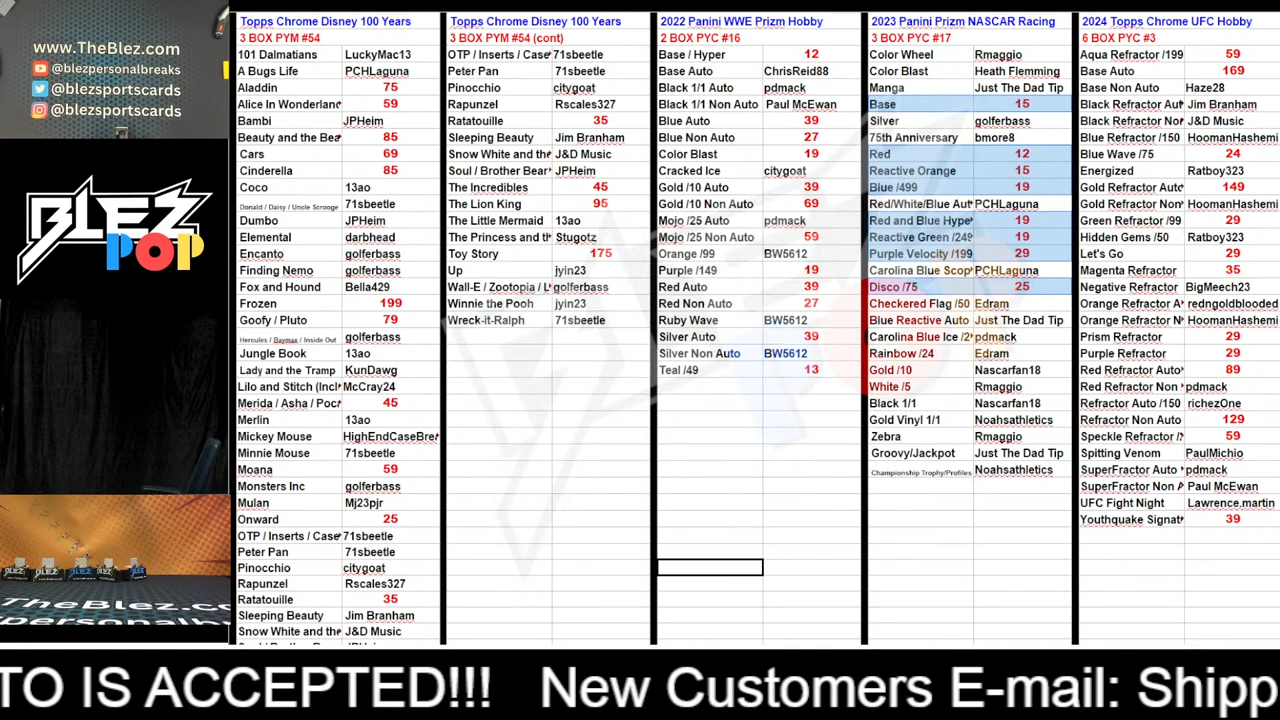 www.TheBlez.com
@blezpersonalbreaks
@blezsportscards
BLEZ
POP
BLEZ BLEZ BLEZ BLEZ BLEZ
TheBlez.co
personalbr
Topps Chrome Disney 100 Years
3 BOX PYM #54
101 Dalmatians LuckyMac13
A Bugs Life PCHLaguna
Aladdin 75
Alice In Wonderlan 59
Bambi JPHeim
Beauty and the Bea 85
Cars 69
Cinderella 85
Coco 13ao
Donald / Daisy / Uncle Scrooge 71sbeetle
Dumbo JPHeim
Elemental darbhead
Encanto golferbass
Finding Nemo golferbass
Fox and Hound Bella429
Frozen 199
Goofy / Pluto 79
Hercules / Baymax / Inside Out golferbass
Jungle Book 13ao
Lady and the Tramp KunDawg
Lilo and Stitch (Incl McCray24
Merida / Asha / Poca 45
Merlin 13ao
Mickey Mouse HighEndCaseBre
Minnie Mouse 71sbeetle
Moana 59
Monsters Inc golferbass
Mulan Mj23pjr
Onward 25
OTP / Inserts / Case 71sbeetle
Peter Pan 71sbeetle
Pinocchio citygoat
Rapunzel Rscales327
Ratatouille 35
Sleeping Beauty Jim Branham
Snow White and the J&D Music
Topps Chrome Disney 100 Years
3 BOX PYM #54 (cont)
OTP / Inserts / Case 71sbeetle
Peter Pan 71sbeetle
Pinocchio citygoat
Rapunzel Rscales327
Ratatouille 35
Sleeping Beauty Jim Branham
Snow White and the J&D Music
Soul / Brother Bear JPHeim
The Incredibles 45
The Lion King 95
The Little Mermaid 13ao
The Princess and th Stugotz
Toy Story 175
Up jyin23
Wall-E / Zootopia / L golferbass
Winnie the Pooh jyin23
Wreck-it-Ralph 71sbeetle
2022 Panini WWE Prizm Hobby
2 BOX PYC #16
Base / Hyper 12
Base Auto ChrisReid88
Black 1/1 Auto pdmack
Black 1/1 Non Auto Paul McEwan
Blue Auto 39
Blue Non Auto 27
Color Blast 19
Cracked Ice citygoat
Gold /10 Auto 39
Gold /10 Non Auto 69
Mojo /25 Auto pdmack
Mojo /25 Non Auto 59
Orange /99 BW5612
Purple /149 19
Red Auto 39
Red Non Auto 27
Ruby Wave BW5612
Silver Auto 39
Silver Non Auto BW5612
Teal /49 13
2023 Panini Prizm NASCAR Racing
3 BOX PYC #17
Color Wheel Rmaggio
Color Blast Heath Flemming
Manga Just The Dad Tip
Base 15
Silver golferbass
75th Anniversary bmore8
Red 12
Reactive Orange 15
Blue /499 19
Red/White/Blue Aut PCHLaguna
Red and Blue Hype 19
Reactive Green /249 19
Purple Velocity /199 29
Carolina Blue Scop PCHLaguna
Disco /75 25
Checkered Flag /50 Edram
Blue Reactive Auto Just The Dad Tip
Carolina Blue Ice /2 pdmack
Rainbow /24 Edram
Gold /10 Nascarfan18
White /5 Rmaggio
Black 1/1 Nascarfan18
Gold Vinyl 1/1 Noahsathletics
Zebra Rmaggio
Groovy/Jackpot Just The Dad Tip
Championship Trophy/Profiles Noahsathletics
2024 Topps Chrome UFC Hobby
6 BOX PYC #3
Aqua Refractor /199 59
Base Auto 169
Base Non Auto Haze28
Black Refractor Aut Jim Branham
Black Refractor Non J&D Music
Blue Refractor /150 HoomanHashemi
Blue Wave /75 24
Energized Ratboy323
Gold Refractor Auto 149
Gold Refractor Non HoomanHashemi
Green Refractor /99 29
Hidden Gems /50 Ratboy323
Let's Go 29
Magenta Refractor 35
Negative Refractor BigMeech23
Orange Refractor A redngoldblooded
Orange Refractor N HoomanHashemi
Prism Refractor 29
Purple Refractor 29
Red Refractor Auto 89
Red Refractor Non pdmack
Refractor Auto /150 richezOne
Refractor Non Auto 129
Speckle Refractor / 59
Spitting Venom PaulMichio
SuperFractor Auto pdmack
SuperFractor Non A Paul McEwan
UFC Fight Night Lawrence.martin
Youthquake Signat 39
TO IS ACCEPTED!!! New Customers E-mail: Shipp